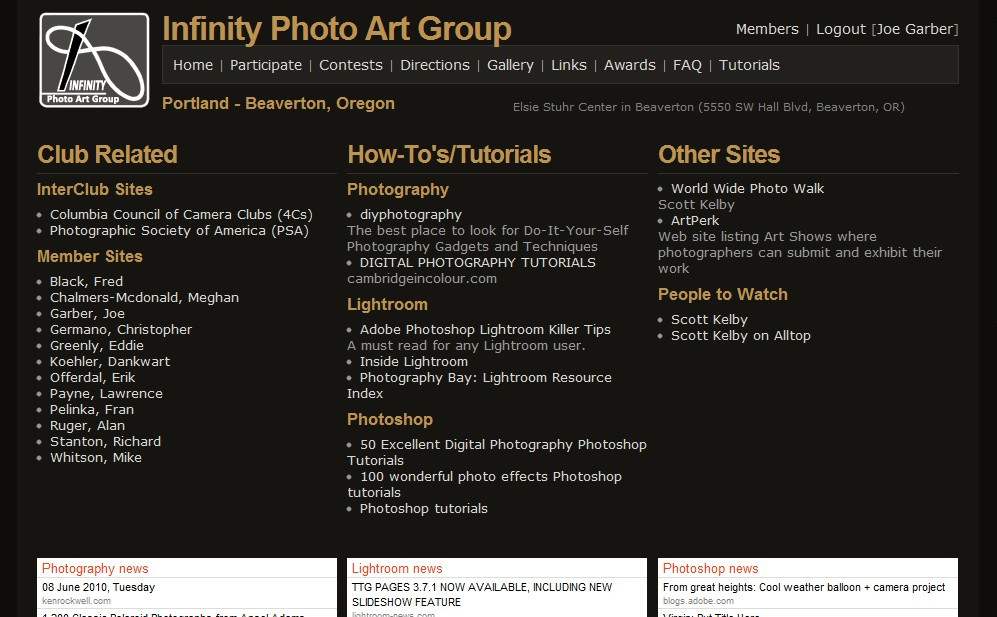 Infinity Photo Art Group
Members | Logout [Joe Garber]
INFINITY
Photo Art Group
Home | Participate | Contests | Directions | Gallery | Links | Awards | FAQ | Tutorials
Portland - Beaverton, Oregon
Elsie Stuhr Center in Beaverton (5550 SW Hall Blvd, Beaverton, OR)
Club Related
InterClub Sites
Columbia Council of Camera Clubs (4Cs)
Photographic Society of America (PSA)
Member Sites
Black, Fred
Chalmers-Mcdonald, Meghan
Garber, Joe
Germano, Christopher
Greenly, Eddie
Koehler, Dankwart
Offerdal, Erik
Payne, Lawrence
Pelinka, Fran
Ruger, Alan
Stanton, Richard
Whitson, Mike
How-To's/Tutorials
Photography
diyphotography
The best place to look for Do-It-Your-Self
Photography Gadgets and Techniques
DIGITAL PHOTOGRAPHY TUTORIALS
cambridgeincolour.com
Lightroom
Adobe Photoshop Lightroom Killer Tips
A must read for any Lightroom user.
Inside Lightroom
Photography Bay: Lightroom Resource
Index
Photoshop
50 Excellent Digital Photography Photoshop
Tutorials
100 wonderful photo effects Photoshop
tutorials
Photoshop tutorials
Other Sites
World Wide Photo Walk
Scott Kelby
ArtPerk
Web site listing Art Shows where
photographers can submit and exhibit their
work
People to Watch
Scott Kelby
Scott Kelby on Alltop
Photography news
08 June 2010, Tuesday
kenrockwell.com
Lightroom news
TTG PAGES 3.7.1 NOW AVAILABLE, INCLUDING NEW
SLIDESHOW FEATURE
lightroom-news.com
Photoshop news
From great heights: Cool weather balloon + camera project
blogs.adobe.com